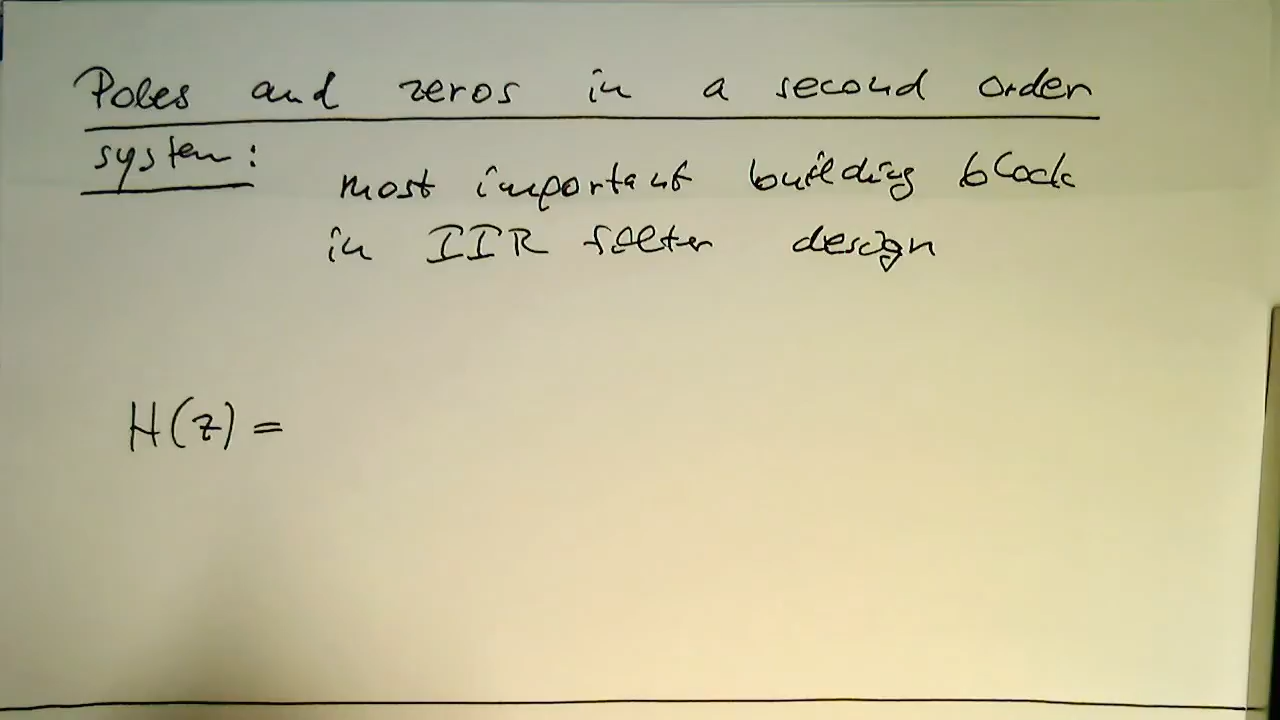 Poles and zeros in a second order
system:
most important building block
in IIR filter design
H(z) =